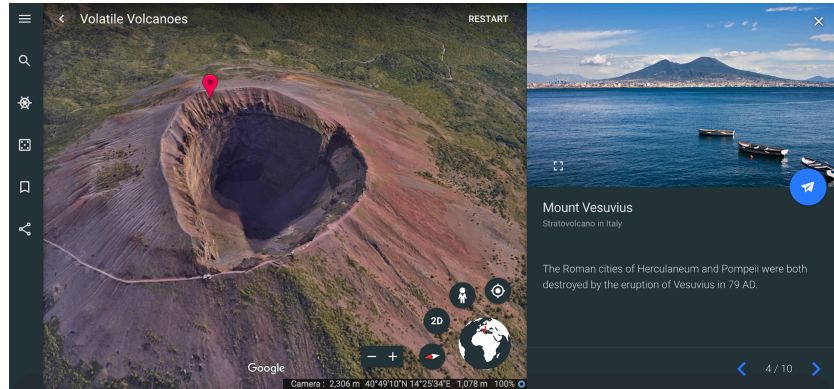 Volatile Volcanoes
RESTART
2D
Google
Camera : 2,306 m 40°49'10"N 14°25'34"E 1,078 m 100%
Mount Vesuvius
Stratovolcano in Italy
The Roman cities of Herculaneum and Pompeii were both
destroyed by the eruption of Vesuvius in 79 AD.
4 / 10